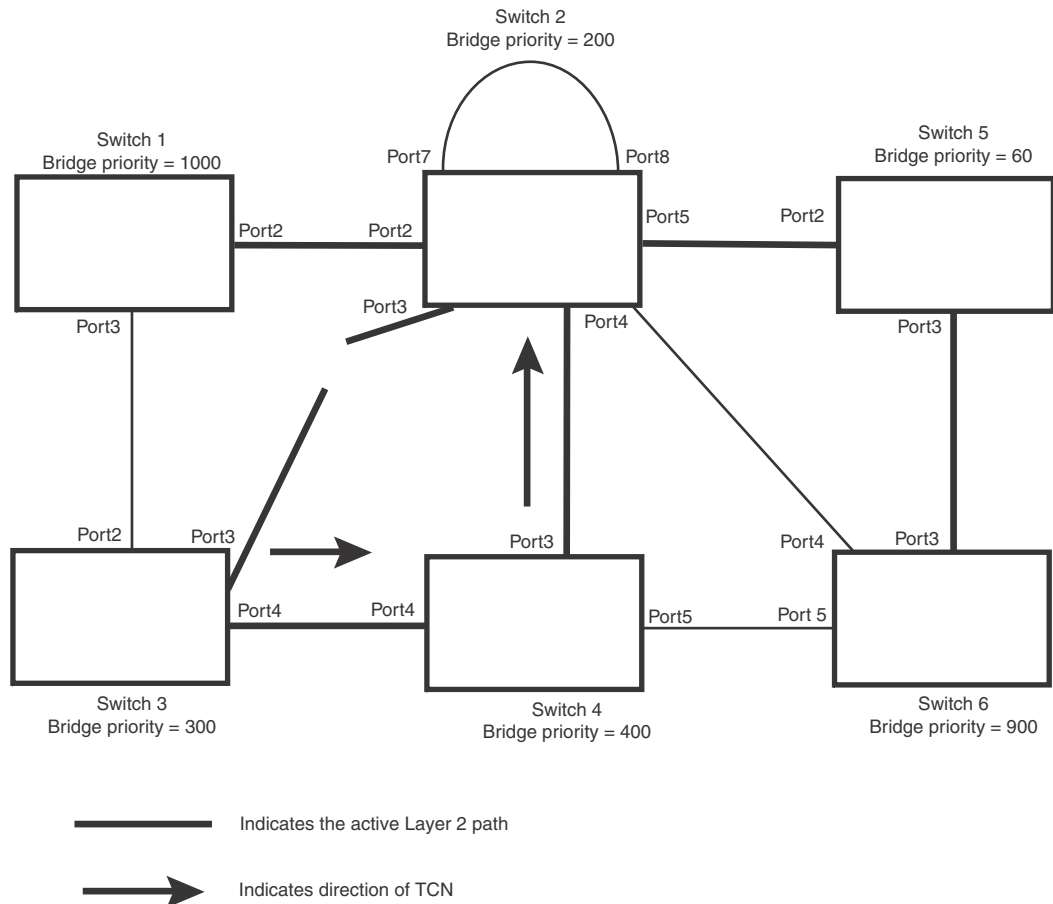 Switch 2
Bridge priority = 200
Switch 1
Bridge priority = 1000
Switch 5
Bridge priority = 60
Port7
Port8
Port2
Port2
Port5
Port2
Port3
Port3
Port4
Port3
Port2
Port3
Port3
Port4
Port3
Port4
Port4
Port5
Port 5
Switch 3
Bridge priority = 300
Switch 4
Bridge priority = 400
Switch 6
Bridge priority = 900
Indicates the active Layer 2 path
Indicates direction of TCN